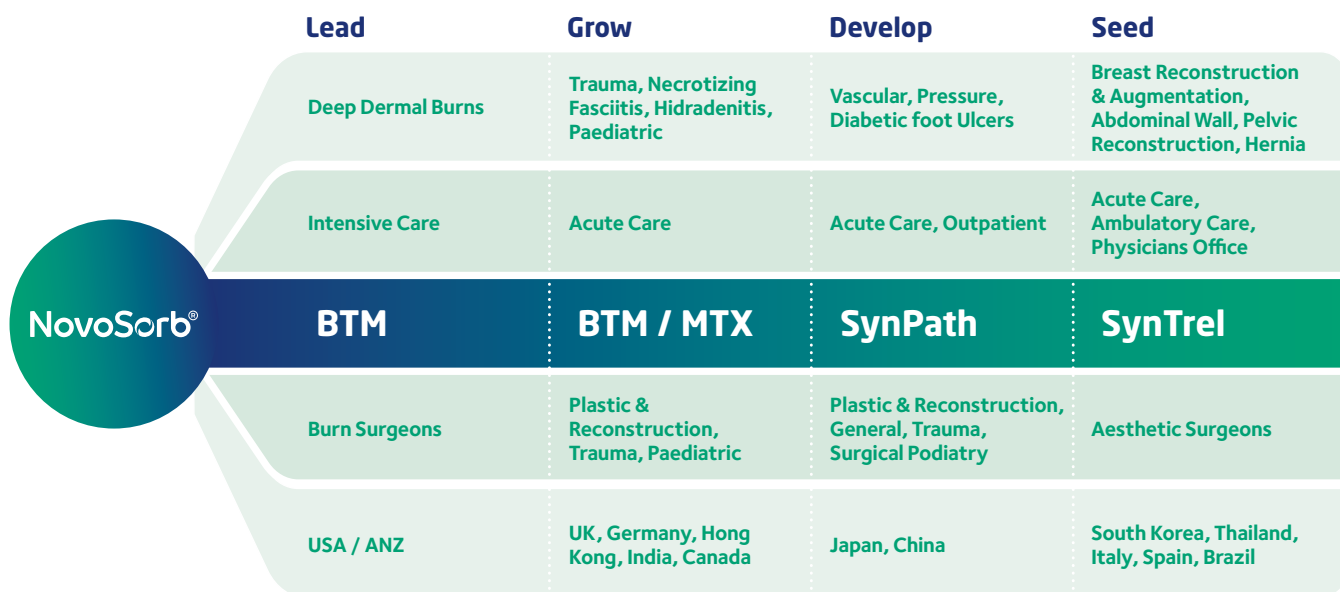 Lead
Grow
Develop
Seed
Deep Dermal Burns
Trauma, Necrotizing
Fasciitis, Hidradenitis,
Paediatric
Vascular, Pressure,
Diabetic foot Ulcers
Breast Reconstruction
& Augmentation,
Abdominal Wall, Pelvic
Reconstruction, Hernia
Intensive Care
Acute Care
Acute Care, Outpatient
Acute Care,
Ambulatory Care,
Physicians Office
NovoSorb®
BTM
BTM / MTX
SynPath
SynTrel
Burn Surgeons
Plastic &
Reconstruction,
Trauma, Paediatric
Plastic & Reconstruction,
General, Trauma,
Surgical Podiatry
Aesthetic Surgeons
USA / ANZ
UK, Germany, Hong
Kong, India, Canada
Japan, China
South Korea, Thailand,
Italy, Spain, Brazil